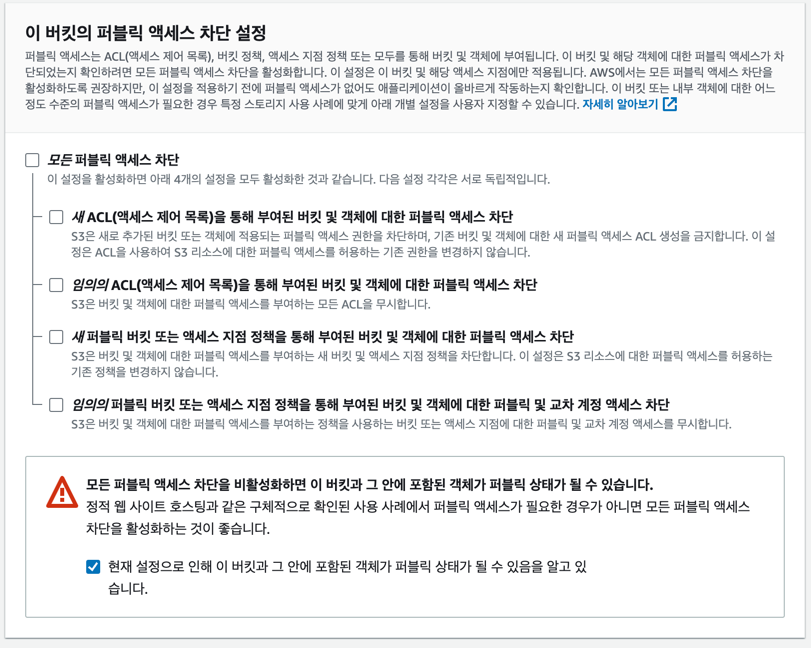 이 버킷의 퍼블릭 액세스 차단 설정
퍼블릭 액세스는 ACL(액세스 제어 목록), 버킷 정책, 액세스 지점 정책 또는 모두를 통해 버킷 및 객체에 부여됩니다. 이 버킷 및 해당 객체에 대한 퍼블릭 액세스가 차
단되었는지 확인하려면 모든 퍼블릭 액세스 차단을 활성화합니다. 이 설정은 이 버킷 및 해당 액세스 지점에만 적용됩니다. AWS에서는 모든 퍼블릭 액세스 차단을
활성화하도록 권장하지만, 이 설정을 적용하기 전에 퍼블릭 액세스가 없어도 애플리케이션이 올바르게 작동하는지 확인합니다. 이 버킷 또는 내부 객체에 대한 어느
정도 수준의 퍼블릭 액세스가 필요한 경우 특정 스토리지 사용 사례에 맞게 아래 개별 설정을 사용자 지정할 수 있습니다. 자세히 알아보기
모든 퍼블릭 액세스 차단
이 설정을 활성화하면 아래 4개의 설정을 모두 활성화한 것과 같습니다. 다음 설정 각각은 서로 독립적입니다.
새 ACL(액세스 제어 목록)을 통해 부여된 버킷 및 객체에 대한 퍼블릭 액세스 차단
S3은 새로 추가된 버킷 또는 객체에 적용되는 퍼블릭 액세스 권한을 차단하며, 기존 버킷 및 객체에 대한 새 퍼블릭 액세스 ACL 생성을 금지합니다. 이 설
정은 ACL을 사용하여 S3 리소스에 대한 퍼블릭 액세스를 허용하는 기존 권한을 변경하지 않습니다.
임의의 ACL(액세스 제어 목록)을 통해 부여된 버킷 및 객체에 대한 퍼블릭 액세스 차단
S3은 버킷 및 객체에 대한 퍼블릭 액세스를 부여하는 모든 ACL을 무시합니다.
새 퍼블릭 버킷 또는 액세스 지점 정책을 통해 부여된 버킷 및 객체에 대한 퍼블릭 액세스 차단
S3은 버킷 및 객체에 대한 퍼블릭 액세스를 부여하는 새 버킷 및 액세스 지점 정책을 차단합니다. 이 설정은 S3 리소스에 대한 퍼블릭 액세스를 허용하는
기존 정책을 변경하지 않습니다.
임의의 퍼블릭 버킷 또는 액세스 지점 정책을 통해 부여된 버킷 및 객체에 대한 퍼블릭 및 교차 계정 액세스 차단
S3은 버킷 및 객체에 대한 퍼블릭 액세스를 부여하는 정책을 사용하는 버킷 또는 액세스 지점에 대한 퍼블릭 및 교차 계정 액세스를 무시합니다.
모든 퍼블릭 액세스 차단을 비활성화하면 이 버킷과 그 안에 포함된 객체가 퍼블릭 상태가 될 수 있습니다.
정적 웹 사이트 호스팅과 같은 구체적으로 확인된 사용 사례에서 퍼블릭 액세스가 필요한 경우가 아니면 모든 퍼블릭 액세스
차단을 활성화하는 것이 좋습니다.
현재 설정으로 인해 이 버킷과 그 안에 포함된 객체가 퍼블릭 상태가 될 수 있음을 알고 있
습니다.